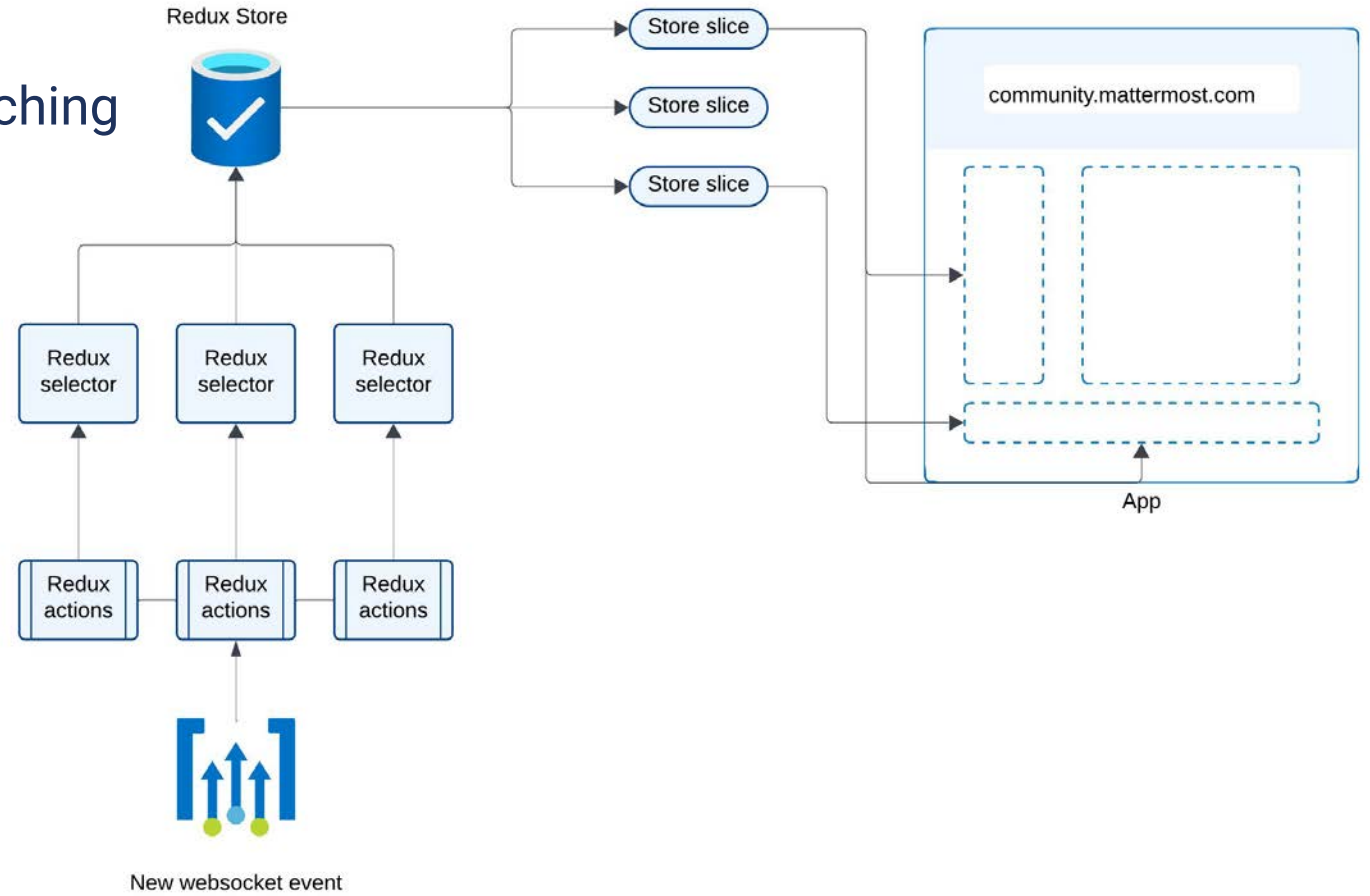 Redux Store
ching
Store slice
Store slice
Store slice
community.mattermost.com
Redux
selector
Redux
selector
Redux
selector
App
Redux
actions
Redux
actions
Redux
actions
New websocket event